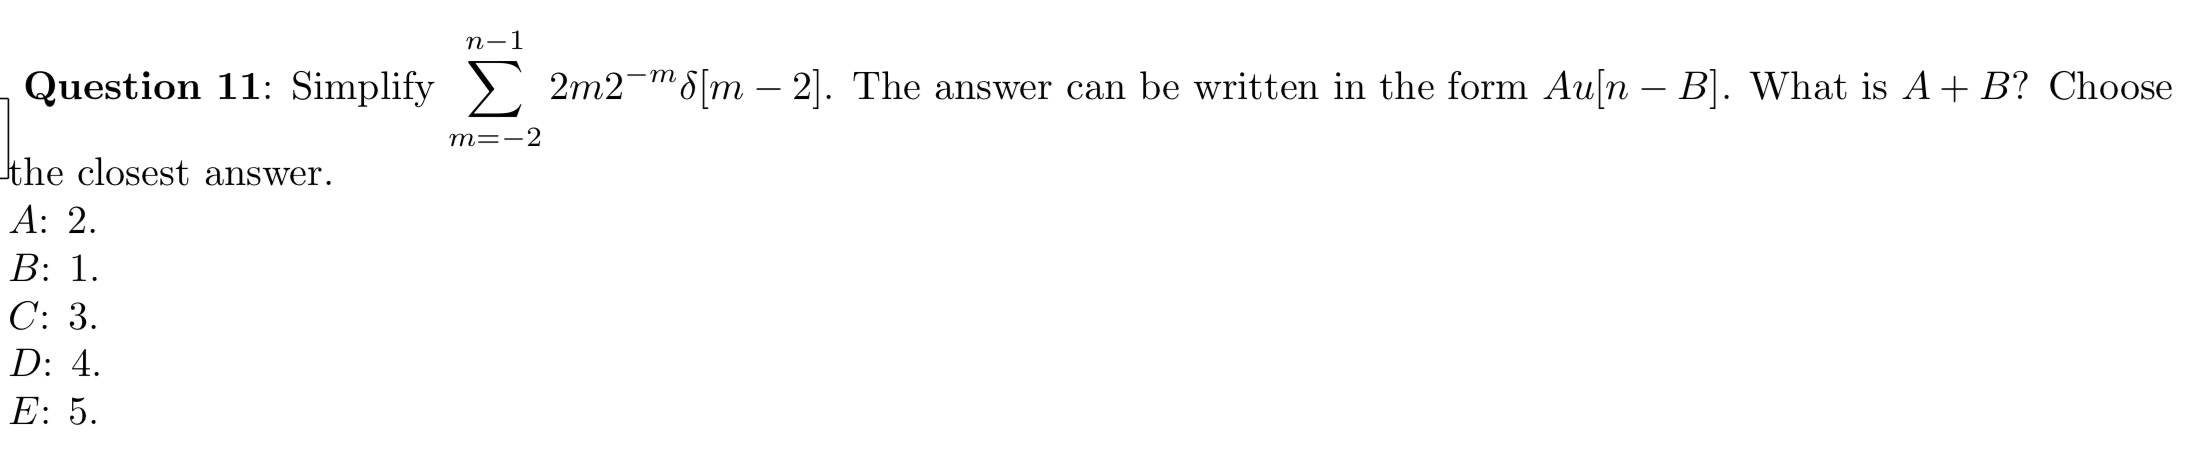 Question 11: Simplify \sum_{m=-2}^{n-1} 2m2^{-m}δ[m − 2]. The answer can be written in the form Au[n − B]. What is A + B? Choose
the closest answer.
A: 2.
B: 1.
C: 3.
D: 4.
E: 5.